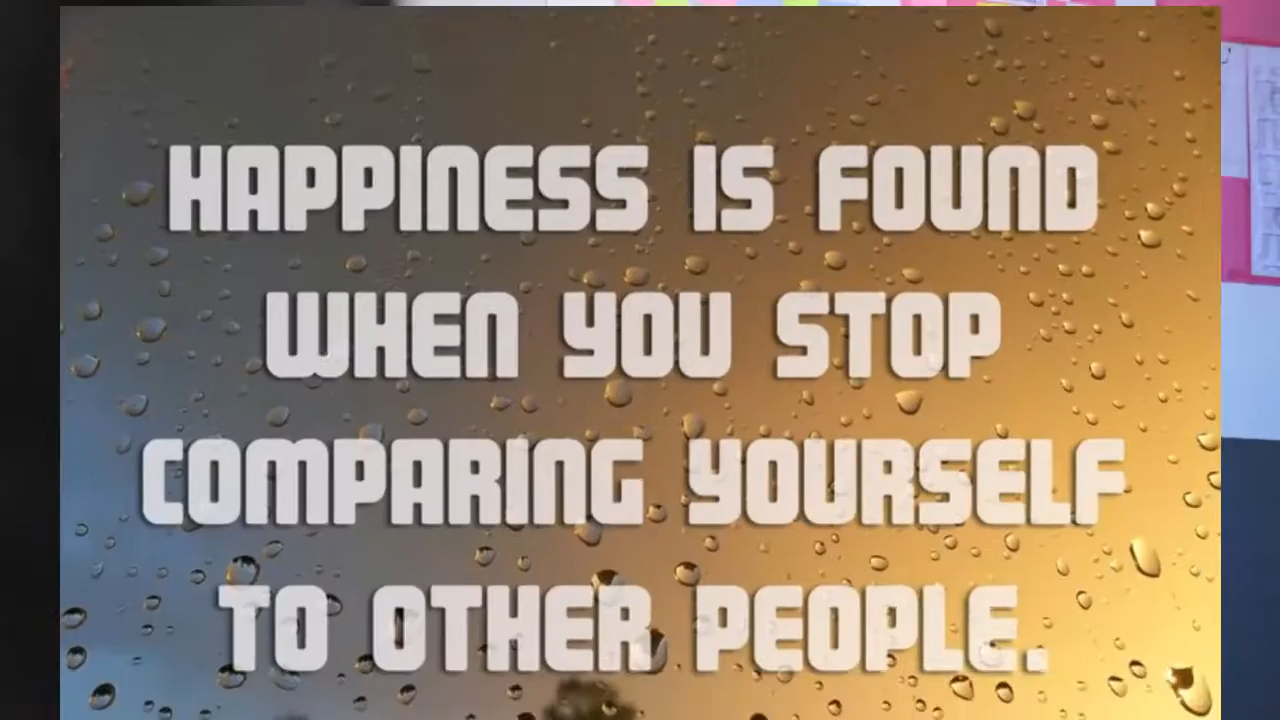 HAPPINESS IS FOUND
WHEN YOU STOP
COMPARING YOURSELF
TO OTHER PEOPLE.